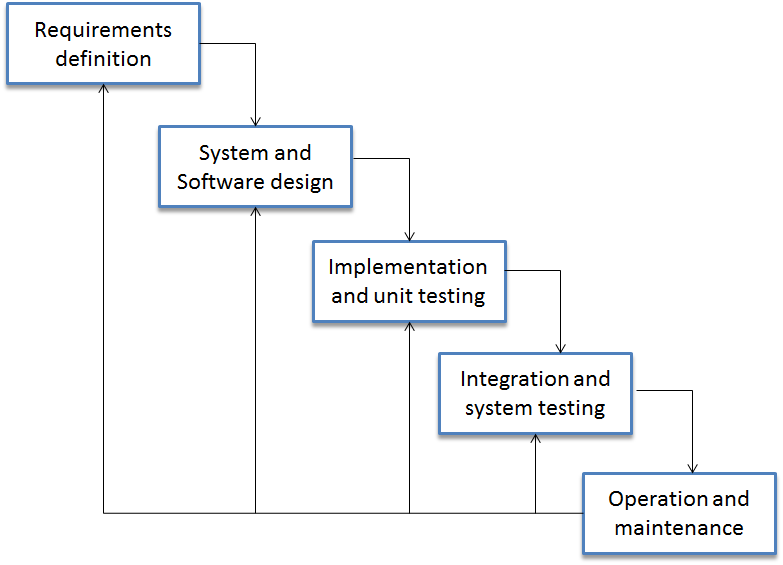 Requirements
definition
System and
Software design
Implementation
and unit testing
Integration and
system testing
Operation and
maintenance